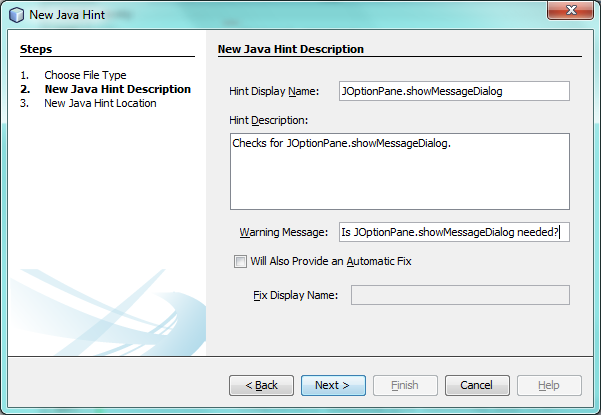 New Java Hint
Steps
1. Choose File Type
2. New Java Hint Description
3. New Java Hint Location
New Java Hint Description
Hint Display Name: JOptionPane.showMessageDialog
Hint Description:
Checks for JOptionPane.showMessageDialog.
Warning Message: Is JOptionPane.showMessageDialog needed?
Will Also Provide an Automatic Fix
Fix Display Name:
< Back Next > Finish Cancel Help